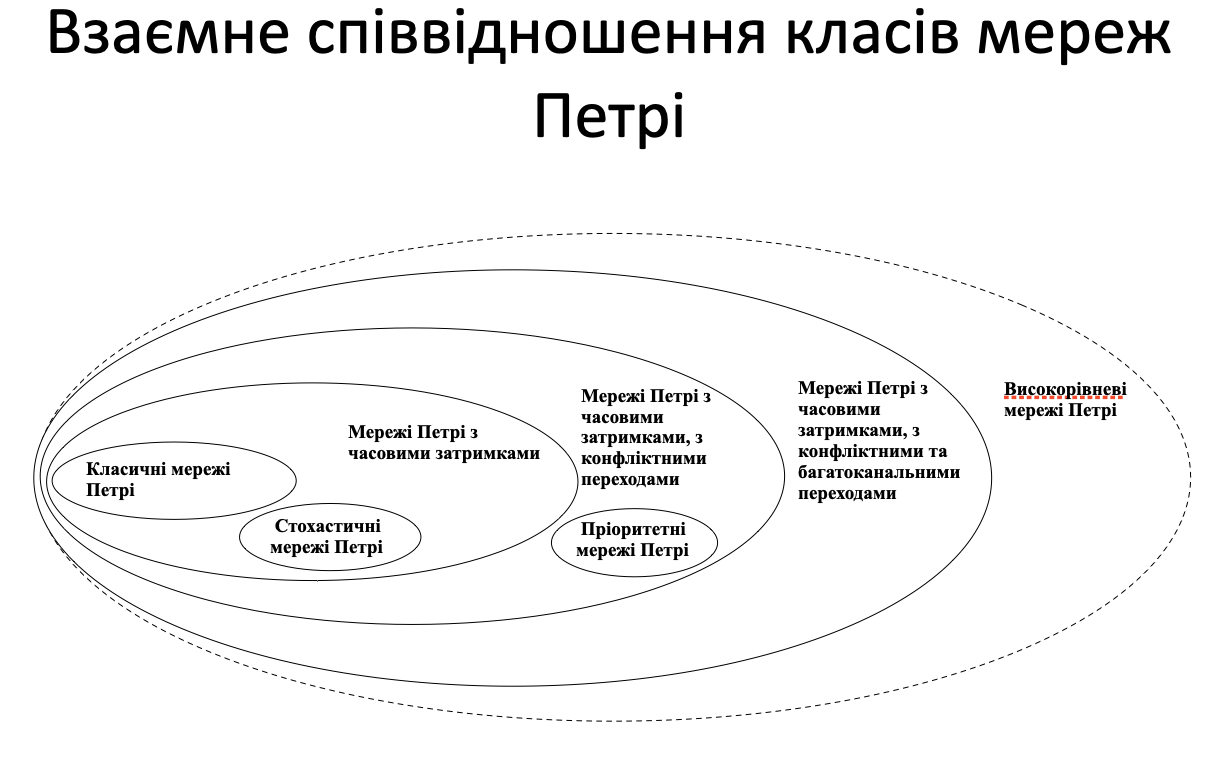 Взаємне співвідношення класів мереж
Петрі
Класичні мережі
Петрі
Стохастичні
мережі Петрі
Мережі Петрі з
часовими затримками
Мережі Петрі з
часовими
затримками, з
конфліктними
переходами
Пріоритетні
мережі Петрі
Мережі Петрі з
часовими
затримками, з
конфліктними та
багатоканальними
переходами
Високорівневі
мережі Петрі